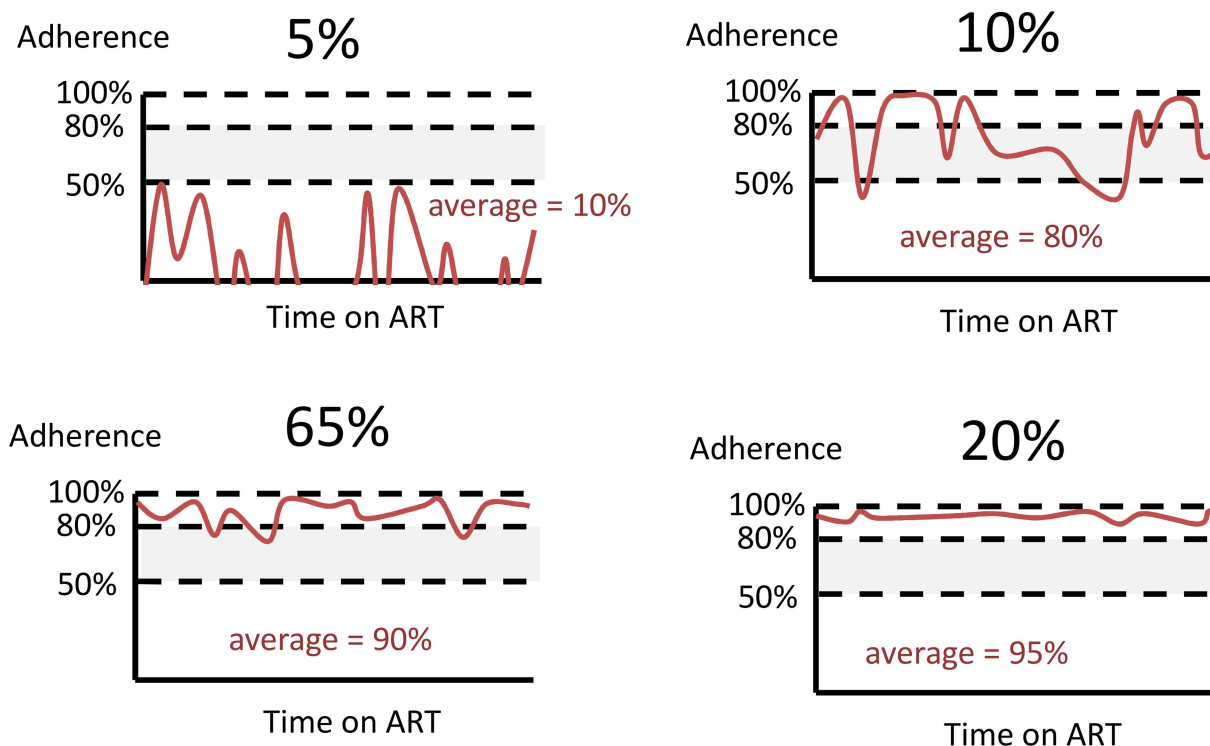 Adherence
5%
100%
80%
50%
average = 10%
Time on ART
Adherence
10%
100%
80%
50%
average = 80%
Time on ART
Adherence
65%
100%
80%
50%
average = 90%
Time on ART
Adherence
20%
100%
80%
50%
average = 95%
Time on ART